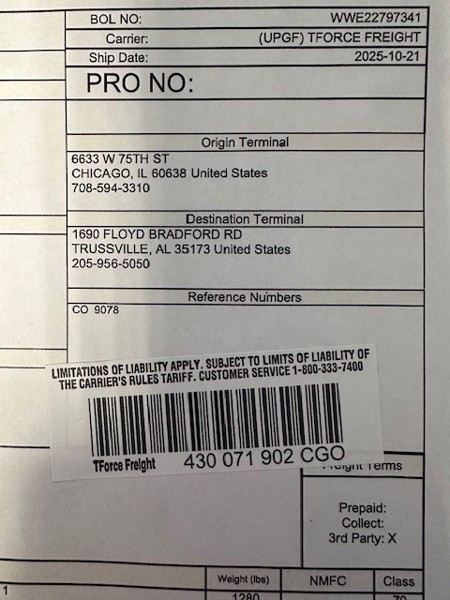 BOL NO: WWE22797341
Carrier: (UPGF) TFORCE FREIGHT
Ship Date: 2025-10-21
PRO NO:
Origin Terminal
6633 W 75TH ST
CHICAGO, IL 60638 United States
708-594-3310
Destination Terminal
1690 FLOYD BRADFORD RD
TRUSSVILLE, AL 35173 United States
205-956-5050
Reference Numbers
CO 9078
LIMITATIONS OF LIABILITY APPLY. SUBJECT TO LIMITS OF LIABILITY OF
THE CARRIER'S RULES TARIFF. CUSTOMER SERVICE 1-800-333-7400
TForce Freight 430 071 902 CGO
Freight Terms
Prepaid:
Collect:
3rd Party: X
Weight (lbs) NMFC Class
1 1280 70